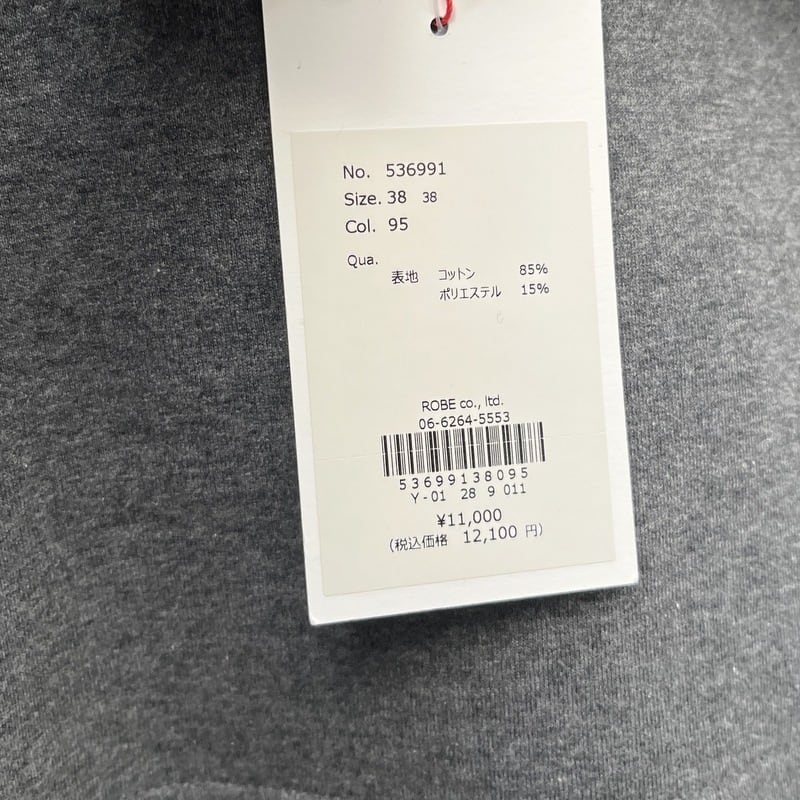 No. 536991
Size. 38 38
Col. 95
Qua.
表地 コットン 85%
ポリエステル 15%
ROBE co., ltd.
06-6264-5553
53699138095
Y-01 28 9 011
¥11,000
(税込価格 12,100 円)